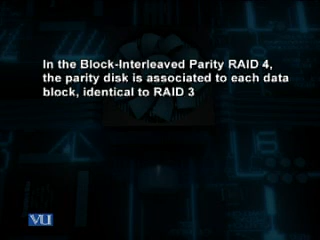 In the Block-Interleaved Parity RAID 4,
the parity disk is associated to each data
block, identical to RAID 3
VU